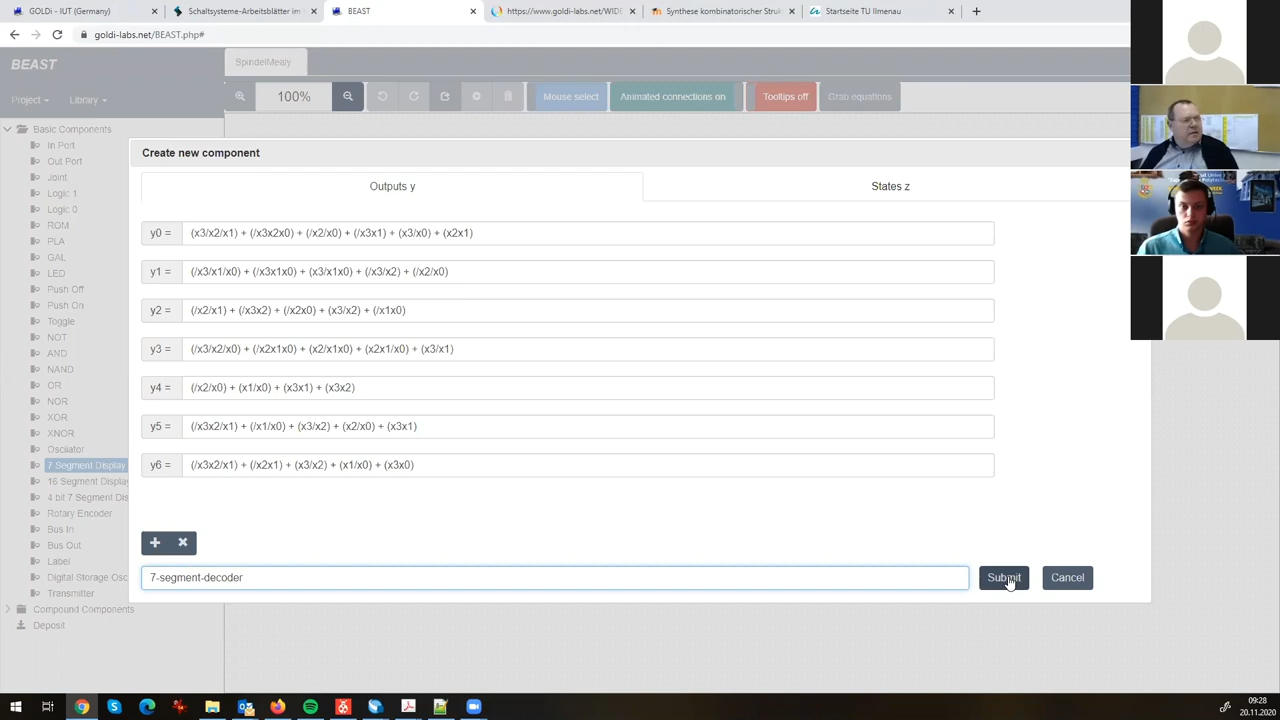 GOLDi - IUT (Germany)
Schaltsysteme-Arbeitsblätter im
BEAST
https://www.goldi-labs.net/WIDE
Synthese kombinatorischer Struk
Startseite TU Ilmenau
goldi-labs.net/BEAST.php#
BEAST
SpindelMealy
Project
Library
100%
Mouse select
Animated connections on
Tooltips off
Grab equations
Basic Components
In Port
Out Port
Joint
Logic 1
Logic 0
ROM
PLA
GAL
LED
Push Off
Push On
Toggle
NOT
AND
NAND
OR
NOR
XOR
XNOR
Oscilator
7 Segment Display
16 Segment Display
4 bit 7 Segment Dis
Rotary Encoder
Bus In
Bus Out
Label
Digital Storage Osc
Transmitter
Compound Components
Deposit
Create new component
Outputs y
States z
y0 = (x3/x2/x1) + (/x3x2x0) + (/x2/x0) + (/x3x1) + (x3/x0) + (x2x1)
y1 = (/x3/x1/x0) + (/x3x1x0) + (x3/x1x0) + (/x3/x2) + (/x2/x0)
y2 = (/x2/x1) + (/x3x2) + (/x2x0) + (x3/x2) + (/x1x0)
y3 = (/x3/x2/x0) + (/x2x1x0) + (x2/x1x0) + (x2x1/x0) + (x3/x1)
y4 = (/x2/x0) + (x1/x0) + (x3x1) + (x3x2)
y5 = (/x3x2/x1) + (/x1/x0) + (x3/x2) + (x2/x0) + (x3x1)
y6 = (/x3x2/x1) + (/x2x1) + (x3/x2) + (x1/x0) + (x3x0)
7-segment-decoder
Submit
Cancel
09:28
20.11.2020